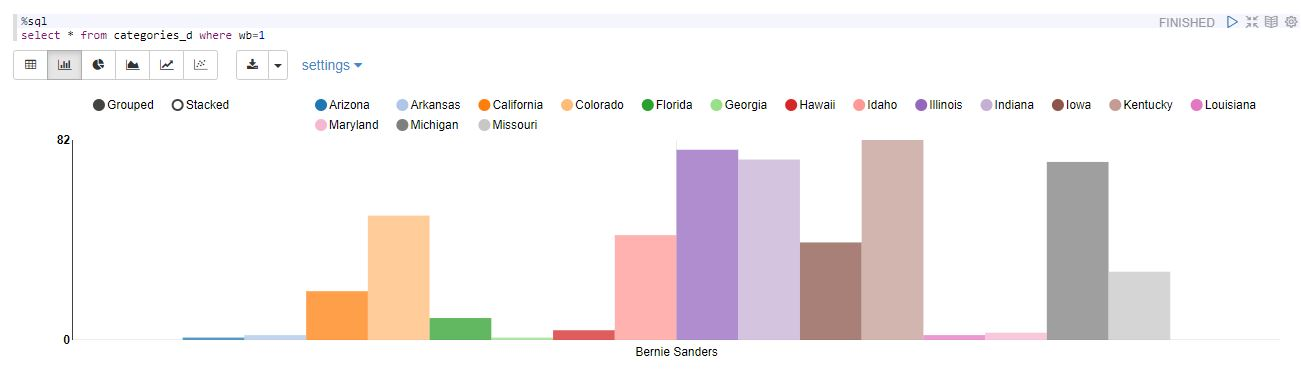 %sql
select * from categories_d where wb=1
FINISHED
settings
Grouped Stacked
Arizona Arkansas California Colorado Florida Georgia Hawaii Idaho Illinois Indiana Iowa Kentucky Louisiana
Maryland Michigan Missouri
82
0
Bernie Sanders